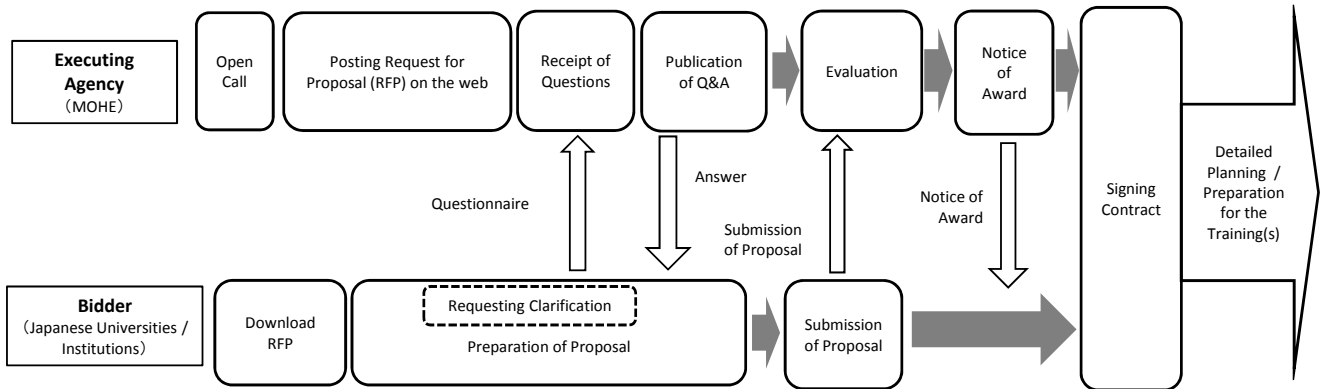 Executing
Agency
（MOHE）
Open
Call
Posting Request for
Proposal (RFP) on the web
Receipt of
Questions
Publication
of Q&A
Evaluation
Notice
of
Award
Questionnaire
Answer
Submission
of Proposal
Notice of
Award
Signing
Contract
Detailed
Planning /
Preparation
for the
Training(s)
Bidder
（Japanese Universities /
Institutions）
Download
RFP
Requesting Clarification
Preparation of Proposal
Submission
of Proposal